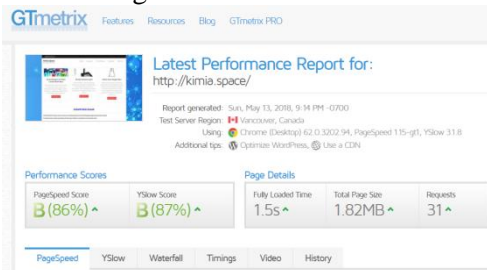 GTmetrix Features Resources Blog GTmetrix PRO
Latest Performance Report for:
http://kimia.space/
Report generated: Sun, May 13, 2018, 9:14 PM -0700
Test Server Region: Vancouver, Canada
Using: Chrome (Desktop) 62.0.3202.94, PageSpeed 1.15-gt1, YSlow 3.1.8
Additional tips: Optimize WordPress, Use a CDN
Performance Scores Page Details
PageSpeed Score YSlow Score Fully Loaded Time Total Page Size Requests
B (86%) B (87%) 1.5s 1.82MB 31
PageSpeed YSlow Waterfall Timings Video History